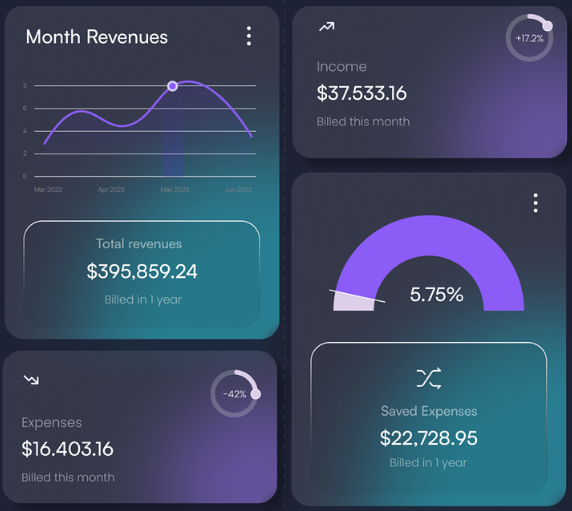 Month Revenues
5
6
4
2
0
Mar 2022 Apr 2022 May 2022 Jun 2022
Total revenues
$395,859.24
Billed in 1 year
-42%
Expenses
$16.403.16
Billed this month
+17.2%
Income
$37.533.16
Billed this month
5.75%
Saved Expenses
$22,728.95
Billed in 1 year